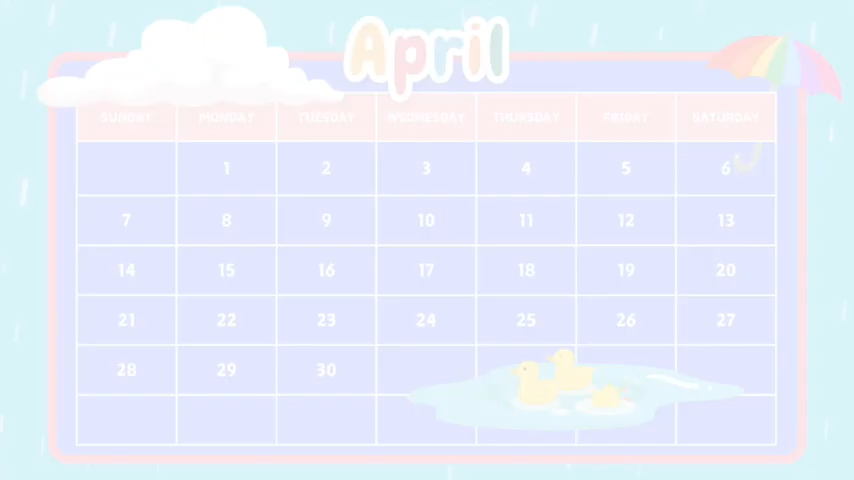 April
SUNDAY MONDAY TUESDAY WEDNESDAY THURSDAY FRIDAY SATURDAY
1 2 3 4 5 6
7 8 9 10 11 12 13
14 15 16 17 18 19 20
21 22 23 24 25 26 27
28 29 30